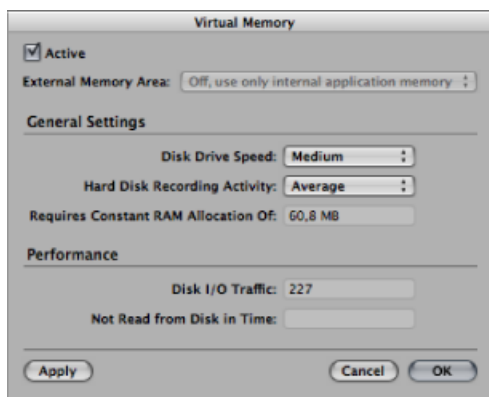 Virtual Memory
Active
External Memory Area: Off, use only internal application memory
General Settings
Disk Drive Speed: Medium
Hard Disk Recording Activity: Average
Requires Constant RAM Allocation Of: 60,8 MB
Performance
Disk I/O Traffic: 227
Not Read from Disk in Time:
Apply Cancel OK